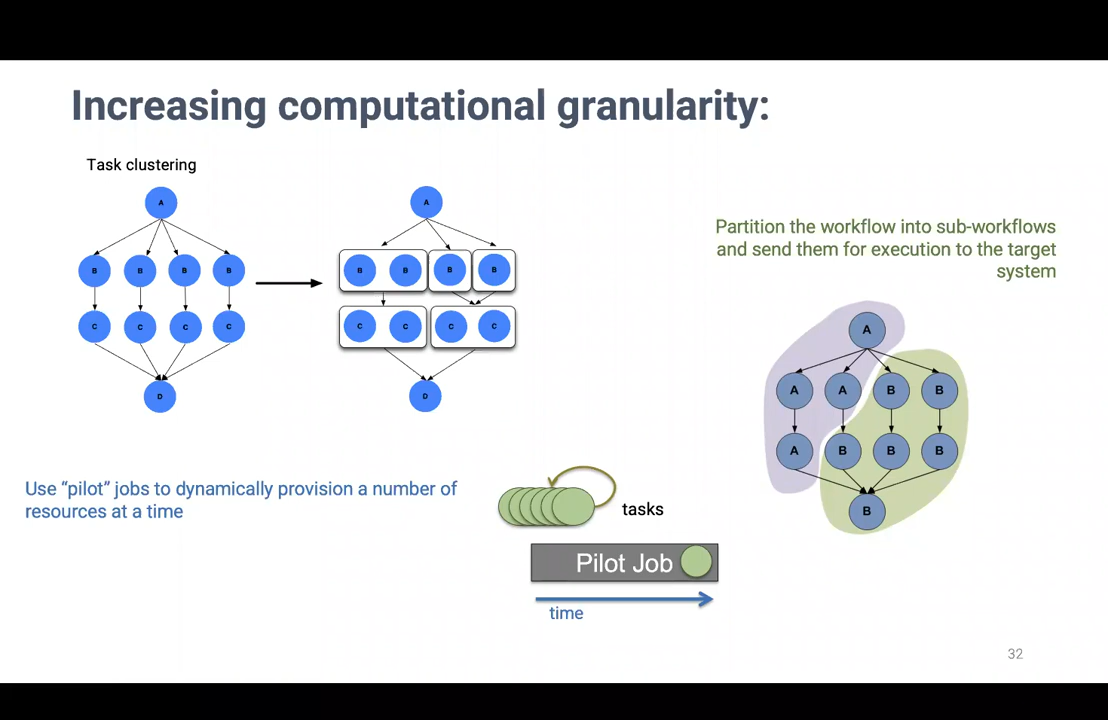 Increasing computational granularity:
Task clustering
A
B B B B
C C C C
D
A
B B B B
C C C C
D
Partition the workflow into sub-workflows
and send them for execution to the target
system
A
A A B B
A B B B
B
Use “pilot” jobs to dynamically provision a number of
resources at a time
tasks
Pilot Job
time
32